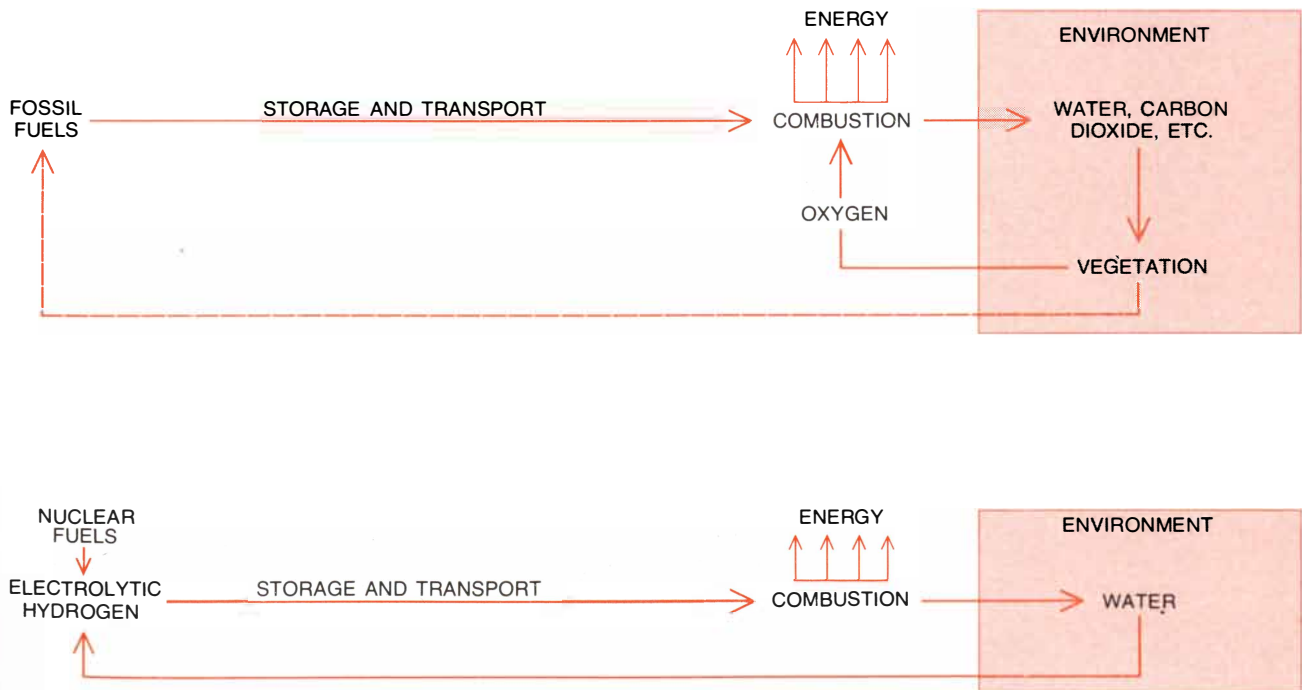 ENERGY
ENVIRONMENT
FOSSIL
FUELS
STORAGE AND TRANSPORT
COMBUSTION
WATER, CARBON
DIOXIDE, ETC.
OXYGEN
VEGETATION
NUCLEAR
FUELS
ENERGY
ENVIRONMENT
ELECTROLYTIC
HYDROGEN
STORAGE AND TRANSPORT
COMBUSTION
WATER